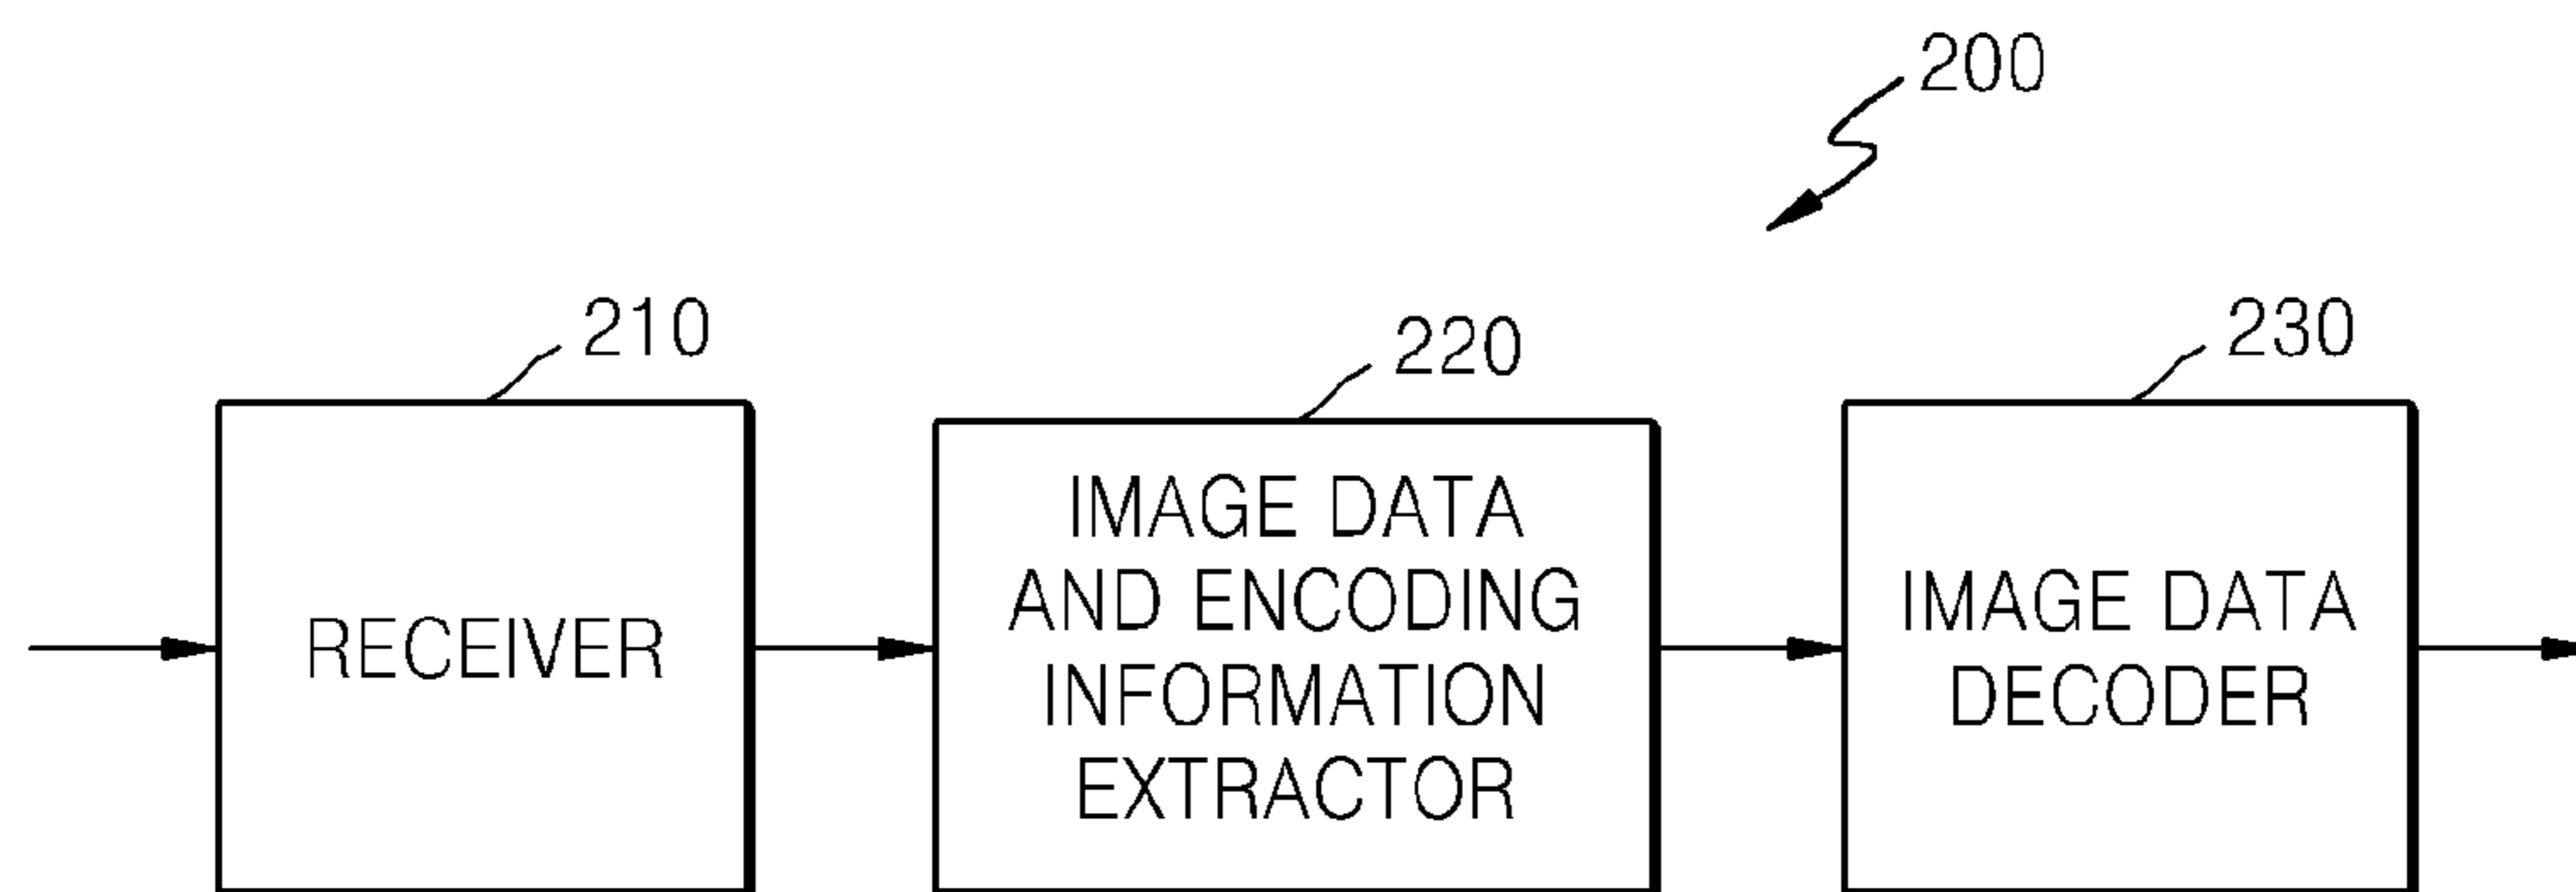 200
210
220
230
RECEIVER
IMAGE DATA
AND ENCODING
INFORMATION
EXTRACTOR
IMAGE DATA
DECODER